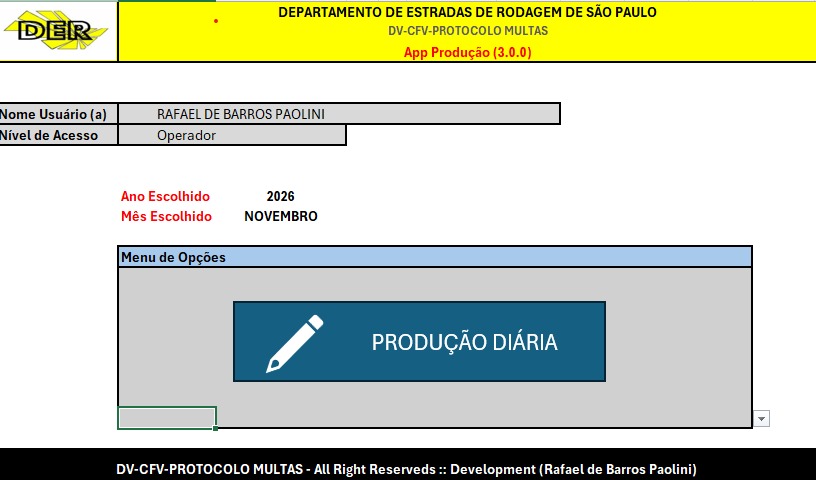 DER
DEPARTAMENTO DE ESTRADAS DE RODAGEM DE SÃO PAULO
DV-CFV-PROTOCOLO MULTAS
App Produção (3.0.0)
Nome Usuário (a) RAFAEL DE BARROS PAOLINI
Nível de Acesso Operador
Ano Escolhido 2026
Mês Escolhido NOVEMBRO
Menu de Opções
PRODUÇÃO DIÁRIA
DV-CFV-PROTOCOLO MULTAS - All Right Reserveds :: Development (Rafael de Barros Paolini)